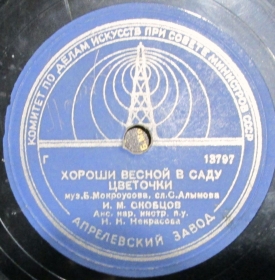 КОМИТЕТ ПО ДЕЛАМ ИСКУССТВ ПРИ СОВЕТЕ МИНИСТРОВ СССР
Г 13797
ХОРОШИ ВЕСНОЙ В САДУ
ЦВЕТОЧКИ
муз.Б.Мокроусова, сл.С.Алымова
И. М. СКОБЦОВ
Анс. нар. инстр. п.у.
Н. Н. Некрасова
АПРЕЛЕВСКИЙ ЗАВОД